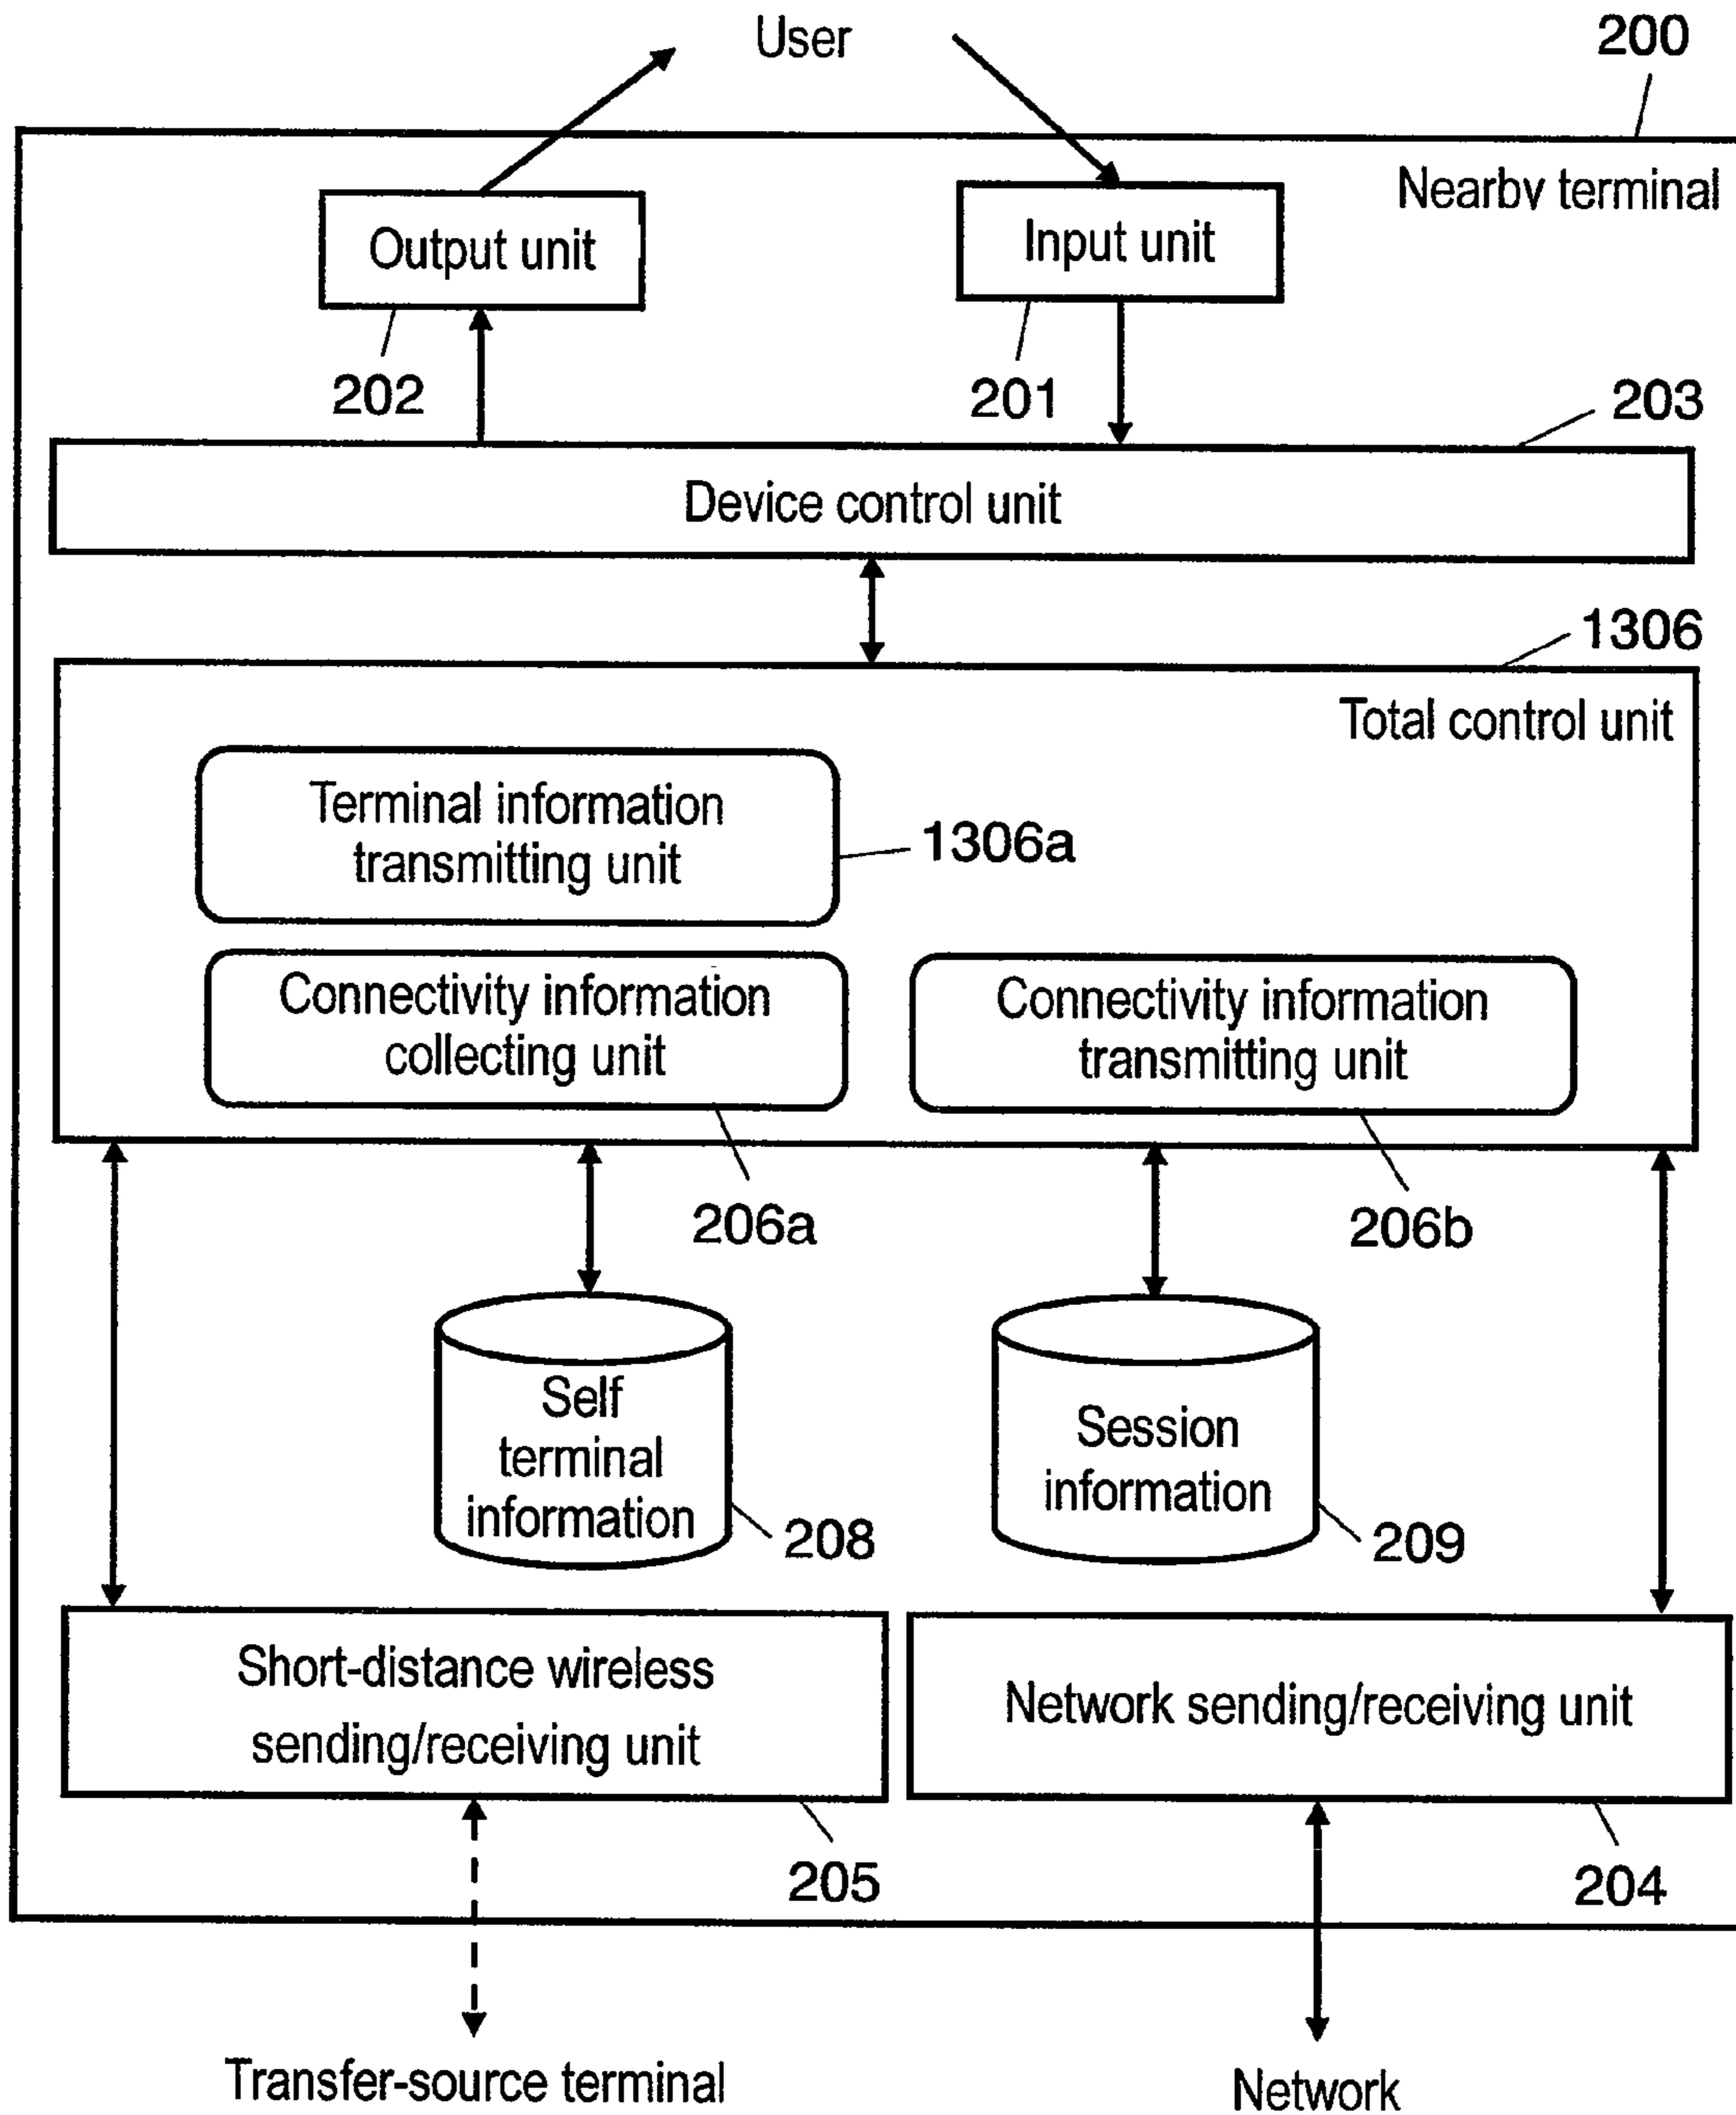 User
200
Nearby terminal
Output unit
Input unit
202
201
203
Device control unit
1306
Total control unit
Terminal information
transmitting unit
1306a
Connectivity information
collecting unit
Connectivity information
transmitting unit
206a
206b
Self
terminal
information
208
Session
information
209
Short-distance wireless
sending/receiving unit
Network sending/receiving unit
205
204
Transfer-source terminal
Network